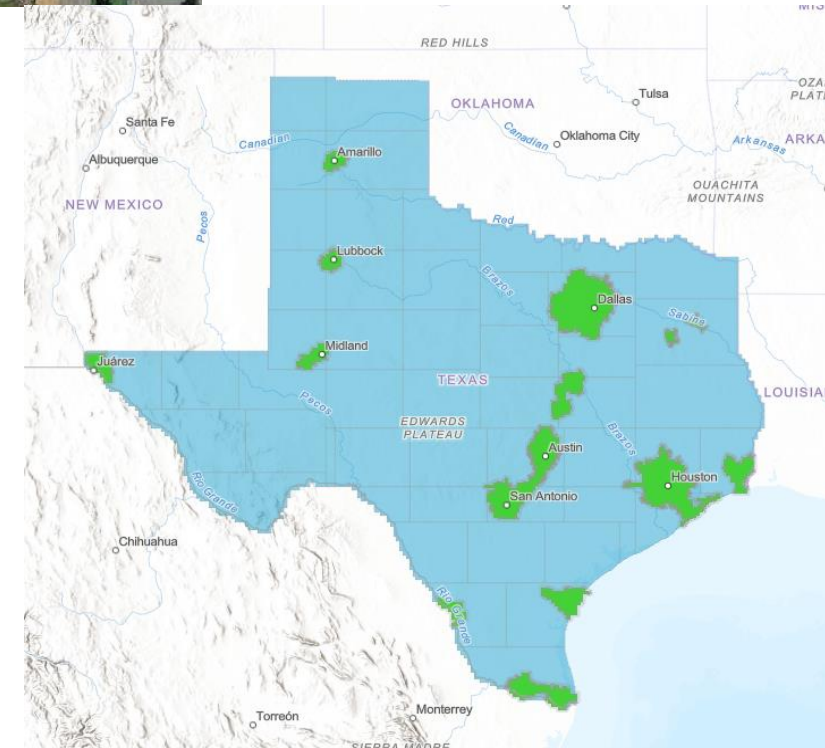 MIS
RED HILLS
Tulsa
OZA
PLATE
OKLAHOMA
Santa Fe
Canadian
Canadian
Oklahoma City
Arkansas
ARKA
Amarillo
Albuquerque
OUACHITA
MOUNTAINS
NEW MEXICO
Pecos
Red
Lubbock
Brazos
Dallas
Sabine
Midland
Juárez
TEXAS
LOUISIAN
Pecos
EDWARDS
PLATEAU
Brazos
Austin
Houston
Rio Grande
San Antonio
Chihuahua
Rio Grande
Monterrey
Torreón
SIERRA MADRE